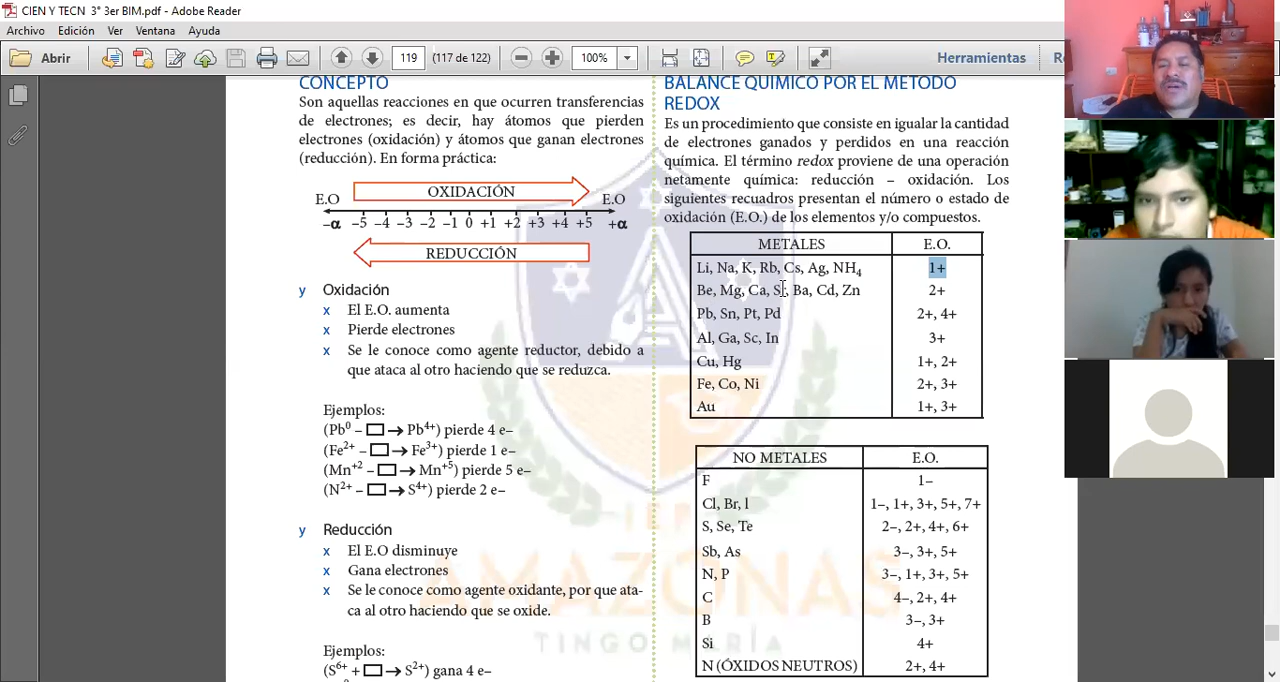 CIEN Y TECN 3° 3er BIM.pdf - Adobe Reader
Archivo Edición Ver Ventana Ayuda
Abrir
119 (117 de 122) 100% Herramientas
CONCEPTO
Son aquellas reacciones en que ocurren transferencias
de electrones; es decir, hay átomos que pierden
electrones (oxidación) y átomos que ganan electrones
(reducción). En forma práctica:
OXIDACIÓN
E.O E.O
–α –5 –4 –3 –2 –1 0 +1 +2 +3 +4 +5 +α
REDUCCIÓN
y Oxidación
x El E.O. aumenta
x Pierde electrones
x Se le conoce como agente reductor, debido a
que ataca al otro haciendo que se reduzca.
Ejemplos:
(Pb⁰ – □ → Pb⁴⁺) pierde 4 e–
(Fe²⁺ – □ → Fe³⁺) pierde 1 e–
(Mn⁺² – □ → Mn⁺⁵) pierde 5 e–
(N²⁺ – □ → S⁴⁺) pierde 2 e–
y Reducción
x El E.O disminuye
x Gana electrones
x Se le conoce como agente oxidante, por que ata-
ca al otro haciendo que se oxide.
Ejemplos:
(S⁶⁺ + □ → S²⁺) gana 4 e–
BALANCE QUÍMICO POR EL MÉTODO
REDOX
Es un procedimiento que consiste en igualar la cantidad
de electrones ganados y perdidos en una reacción
química. El término redox proviene de una operación
netamente química: reducción – oxidación. Los
siguientes recuadros presentan el número o estado de
oxidación (E.O.) de los elementos y/o compuestos.
METALES E.O.
Li, Na, K, Rb, Cs, Ag, NH₄ 1+
Be, Mg, Ca, Sr, Ba, Cd, Zn 2+
Pb, Sn, Pt, Pd 2+, 4+
Al, Ga, Sc, In 3+
Cu, Hg 1+, 2+
Fe, Co, Ni 2+, 3+
Au 1+, 3+
NO METALES E.O.
F 1–
Cl, Br, l 1–, 1+, 3+, 5+, 7+
S, Se, Te 2–, 2+, 4+, 6+
Sb, As 3–, 3+, 5+
N, P 3–, 1+, 3+, 5+
C 4–, 2+, 4+
B 3–, 3+
Si 4+
N (ÓXIDOS NEUTROS) 2+, 4+
AMAZONAS
TINGO MARÍA